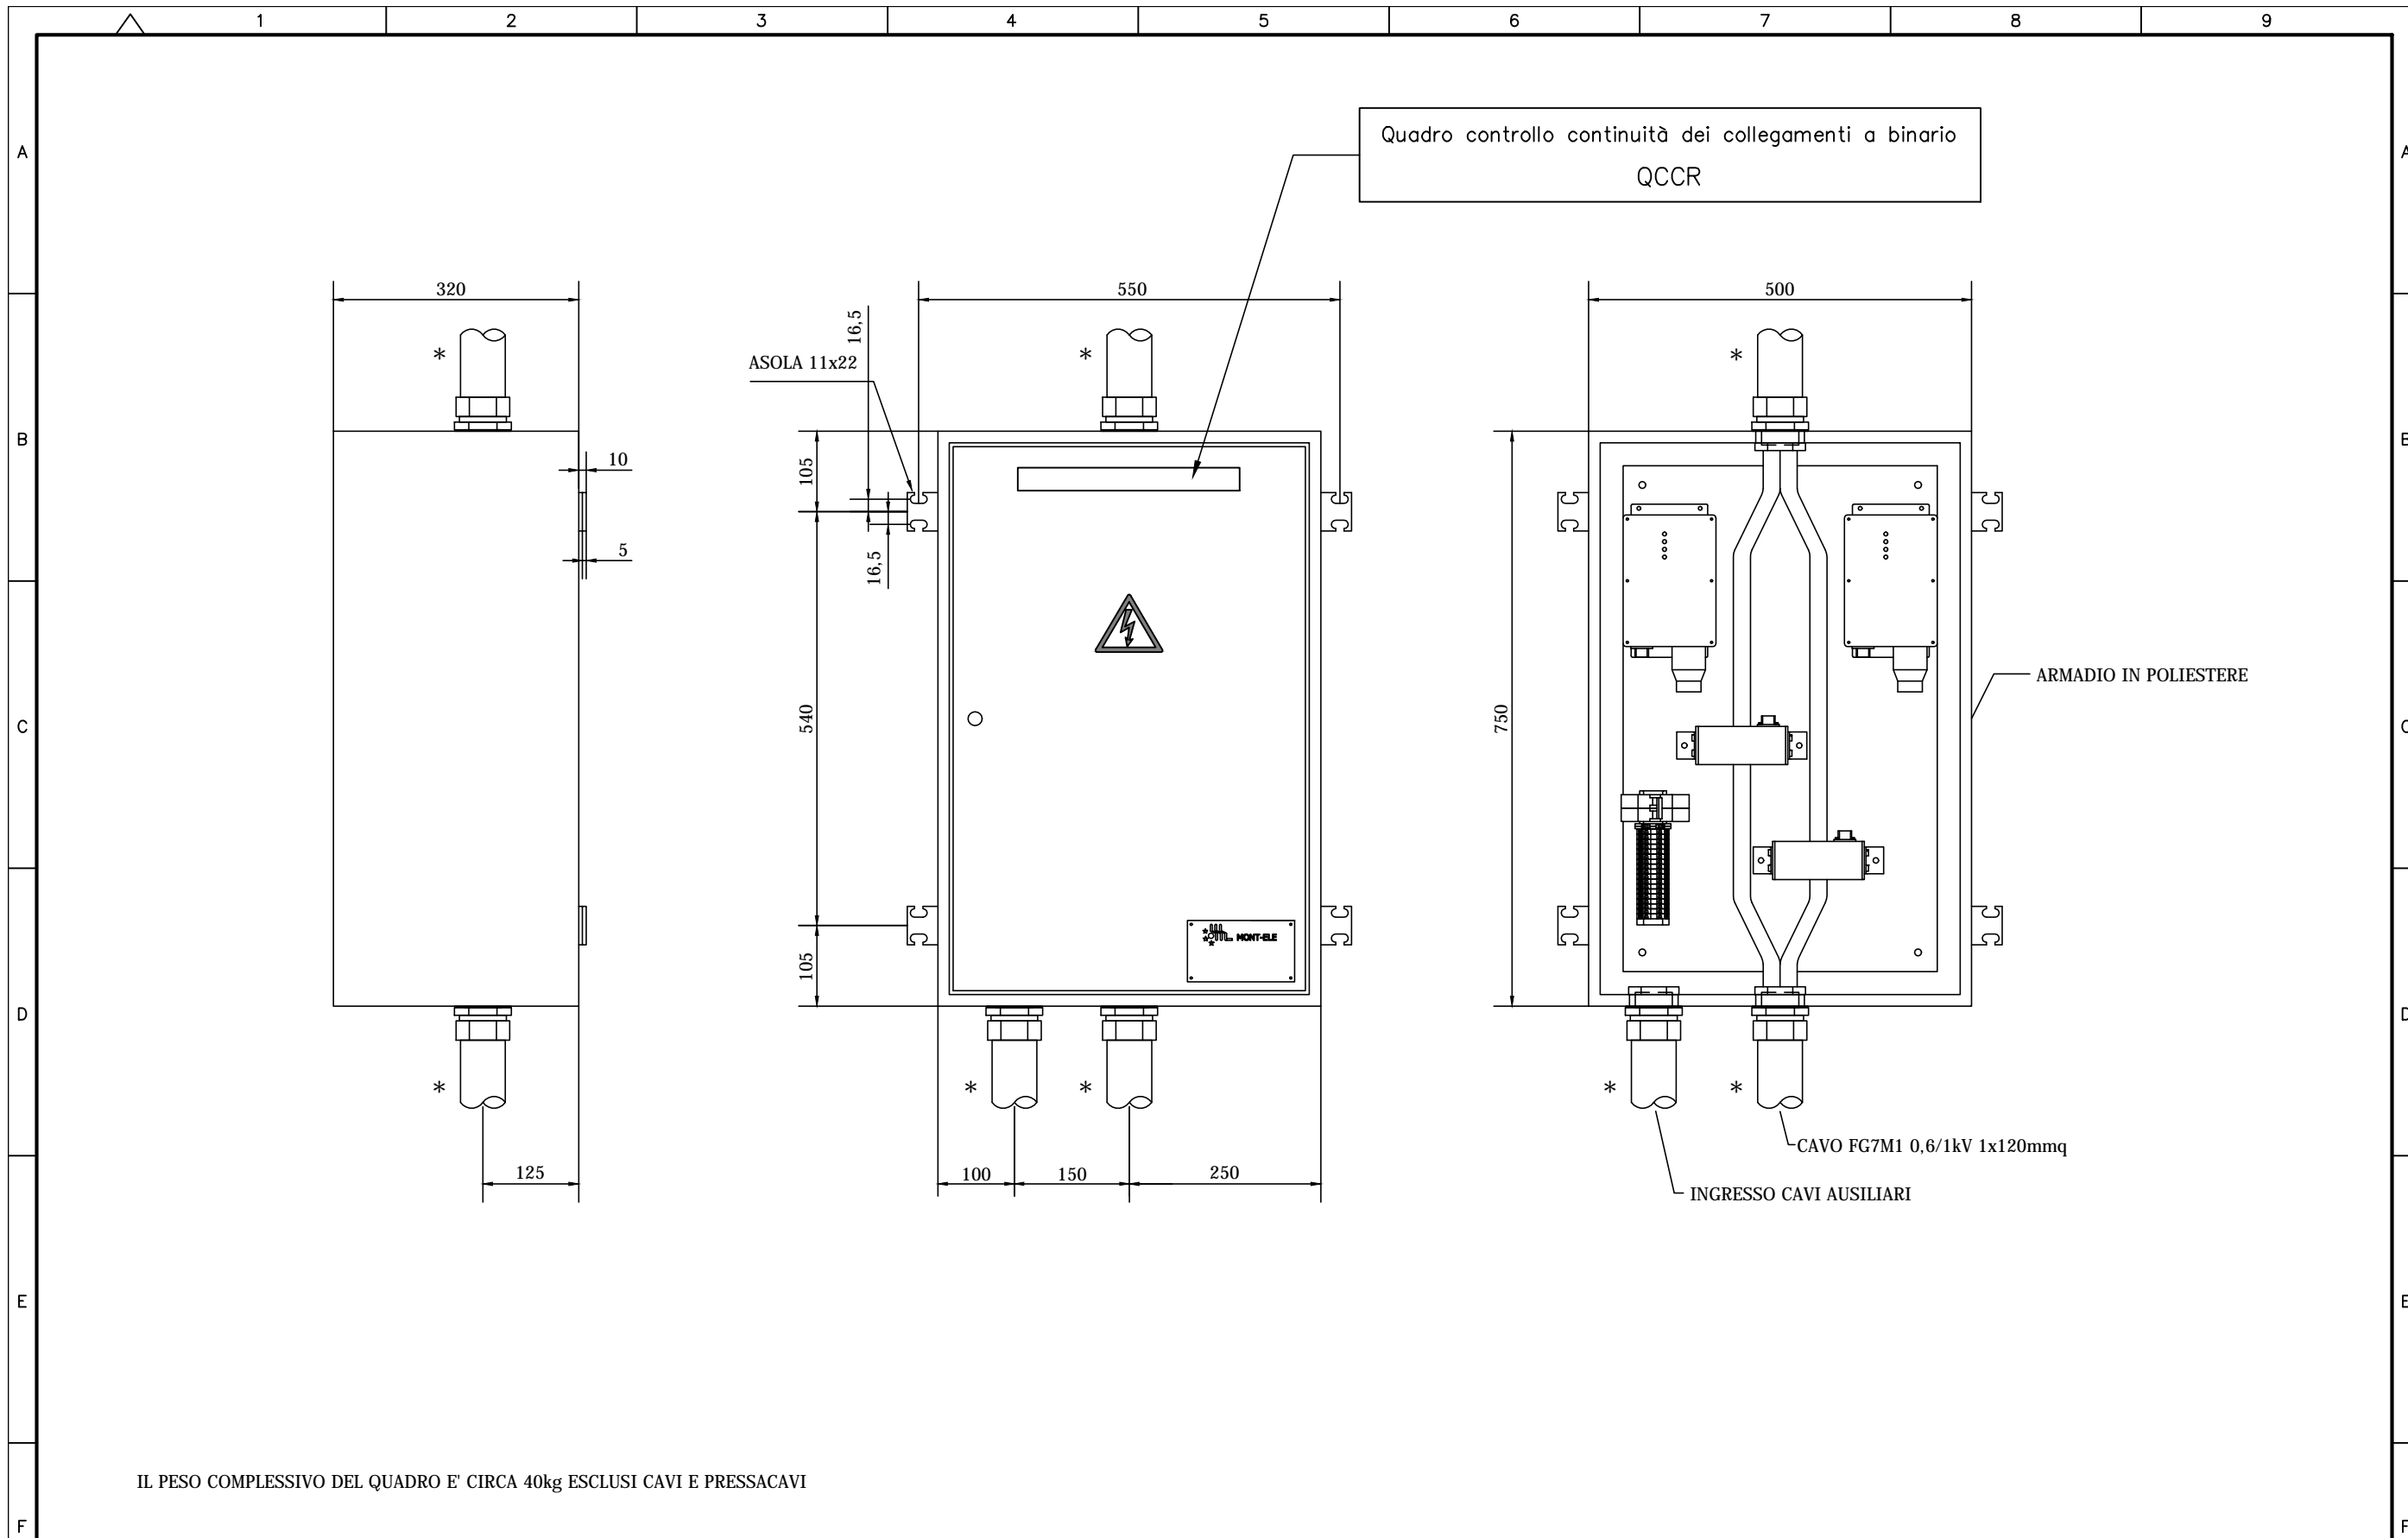 1 2 3 4 5 6 7 8 9
A A
Quadro controllo continuità dei collegamenti a binario
QCCR
320 550 500
16,5
* * *
ASOLA 11x22
B B
10
105
5
16,5
ARMADIO IN POLIESTERE
C C
540
750
MONT-ELE
105
D D
* * * * *
CAVO FG7M1 0,6/1kV 1x120mmq
125 100 150 250
INGRESSO CAVI AUSILIARI
E E
IL PESO COMPLESSIVO DEL QUADRO E' CIRCA 40kg ESCLUSI CAVI E PRESSACAVI
F F